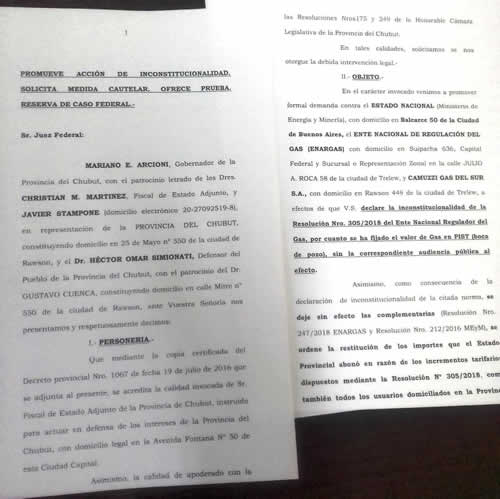 1
PROMUEVE ACCIÓN DE INCONSTITUCIONALIDAD.
SOLICITA MEDIDA CAUTELAR. OFRECE PRUEBA.
RESERVA DE CASO FEDERAL.-
Sr. Juez Federal:
MARIANO E. ARCIONI, Gobernador de la
Provincia del Chubut, con el patrocinio letrado de los Dres.
CHRISTIAN M. MARTINEZ, Fiscal de Estado Adjunto, y
JAVIER STAMPONE (domicilio electrónico 20-27092519-8),
en representación de la PROVINCIA DEL CHUBUT,
constituyendo domicilio en 25 de Mayo nº 550 de la ciudad de
Rawson, y el Dr. HÉCTOR OMAR SIMIONATI, Defensor del
Pueblo de la Provincia del Chubut, con el patrocinio del Dr.
GUSTAVO CUENCA, constituyendo domicilio en calle Mitre nº
550 de la ciudad de Rawson, ante Vuestra Señoría nos
presentamos y respetuosamente decimos:
I.- PERSONERIA.-
Que mediante la copia certificada del
Decreto provincial Nro. 1067 de fecha 19 de julio de 2016 que
se adjunta al presente, se acredita la calidad invocada de Sr.
Fiscal de Estado Adjunto de la Provincia de Chubut, instruido
para actuar en defensa de los intereses de la Provincia del
Chubut, con domicilio legal en la Avenida Fontana Nº 50 de
esta Ciudad Capital.
Asimismo, la calidad de apoderado con la
las Resoluciones Nros175 y 249 de la Honorable Cámara
Legislativa de la Provincia del Chubut.
En tales calidades, solicitamos se nos
otorgue la debida intervención legal.-
II.- OBJETO.-
En el carácter invocado venimos a promover
formal demanda contra el ESTADO NACIONAL (Ministerio de
Energía y Minería), con domicilio en Balcarce 50 de la Ciudad
de Buenos Aires, el ENTE NACIONAL DE REGULACIÓN DEL
GAS (ENARGAS) con domicilio en Suipacha 636, Capital
Federal y Sucursal o Representación Zonal en la calle JULIO
A. ROCA 58 de la ciudad de Trelew, y CAMUZZI GAS DEL SUR
S.A., con domicilio en Rawson 449 de la ciudad de Trelew, a
efectos de que V.S. declare la inconstitucionalidad de la
Resolución Nro. 305/2018 del Ente Nacional Regulador del
Gas, por cuanto se ha fijado el valor de Gas en PIST (boca
de pozo), sin la correspondiente audiencia pública al
efecto.
Asimismo, como consecuencia de la
declaración de inconstitucionalidad de la citada norma, se
deje sin efecto las complementarias (Resolución Nro.
247/2018 ENARGAS y Resolución Nro. 212/2016 MEyM), se
ordene la restitución de los importes que el Estado
Provincial abonó en razón de los incrementos tarifarios
dispuestos mediante la Resolución N° 305/2018, como
también todos los usuarios domiciliados en la Provincia